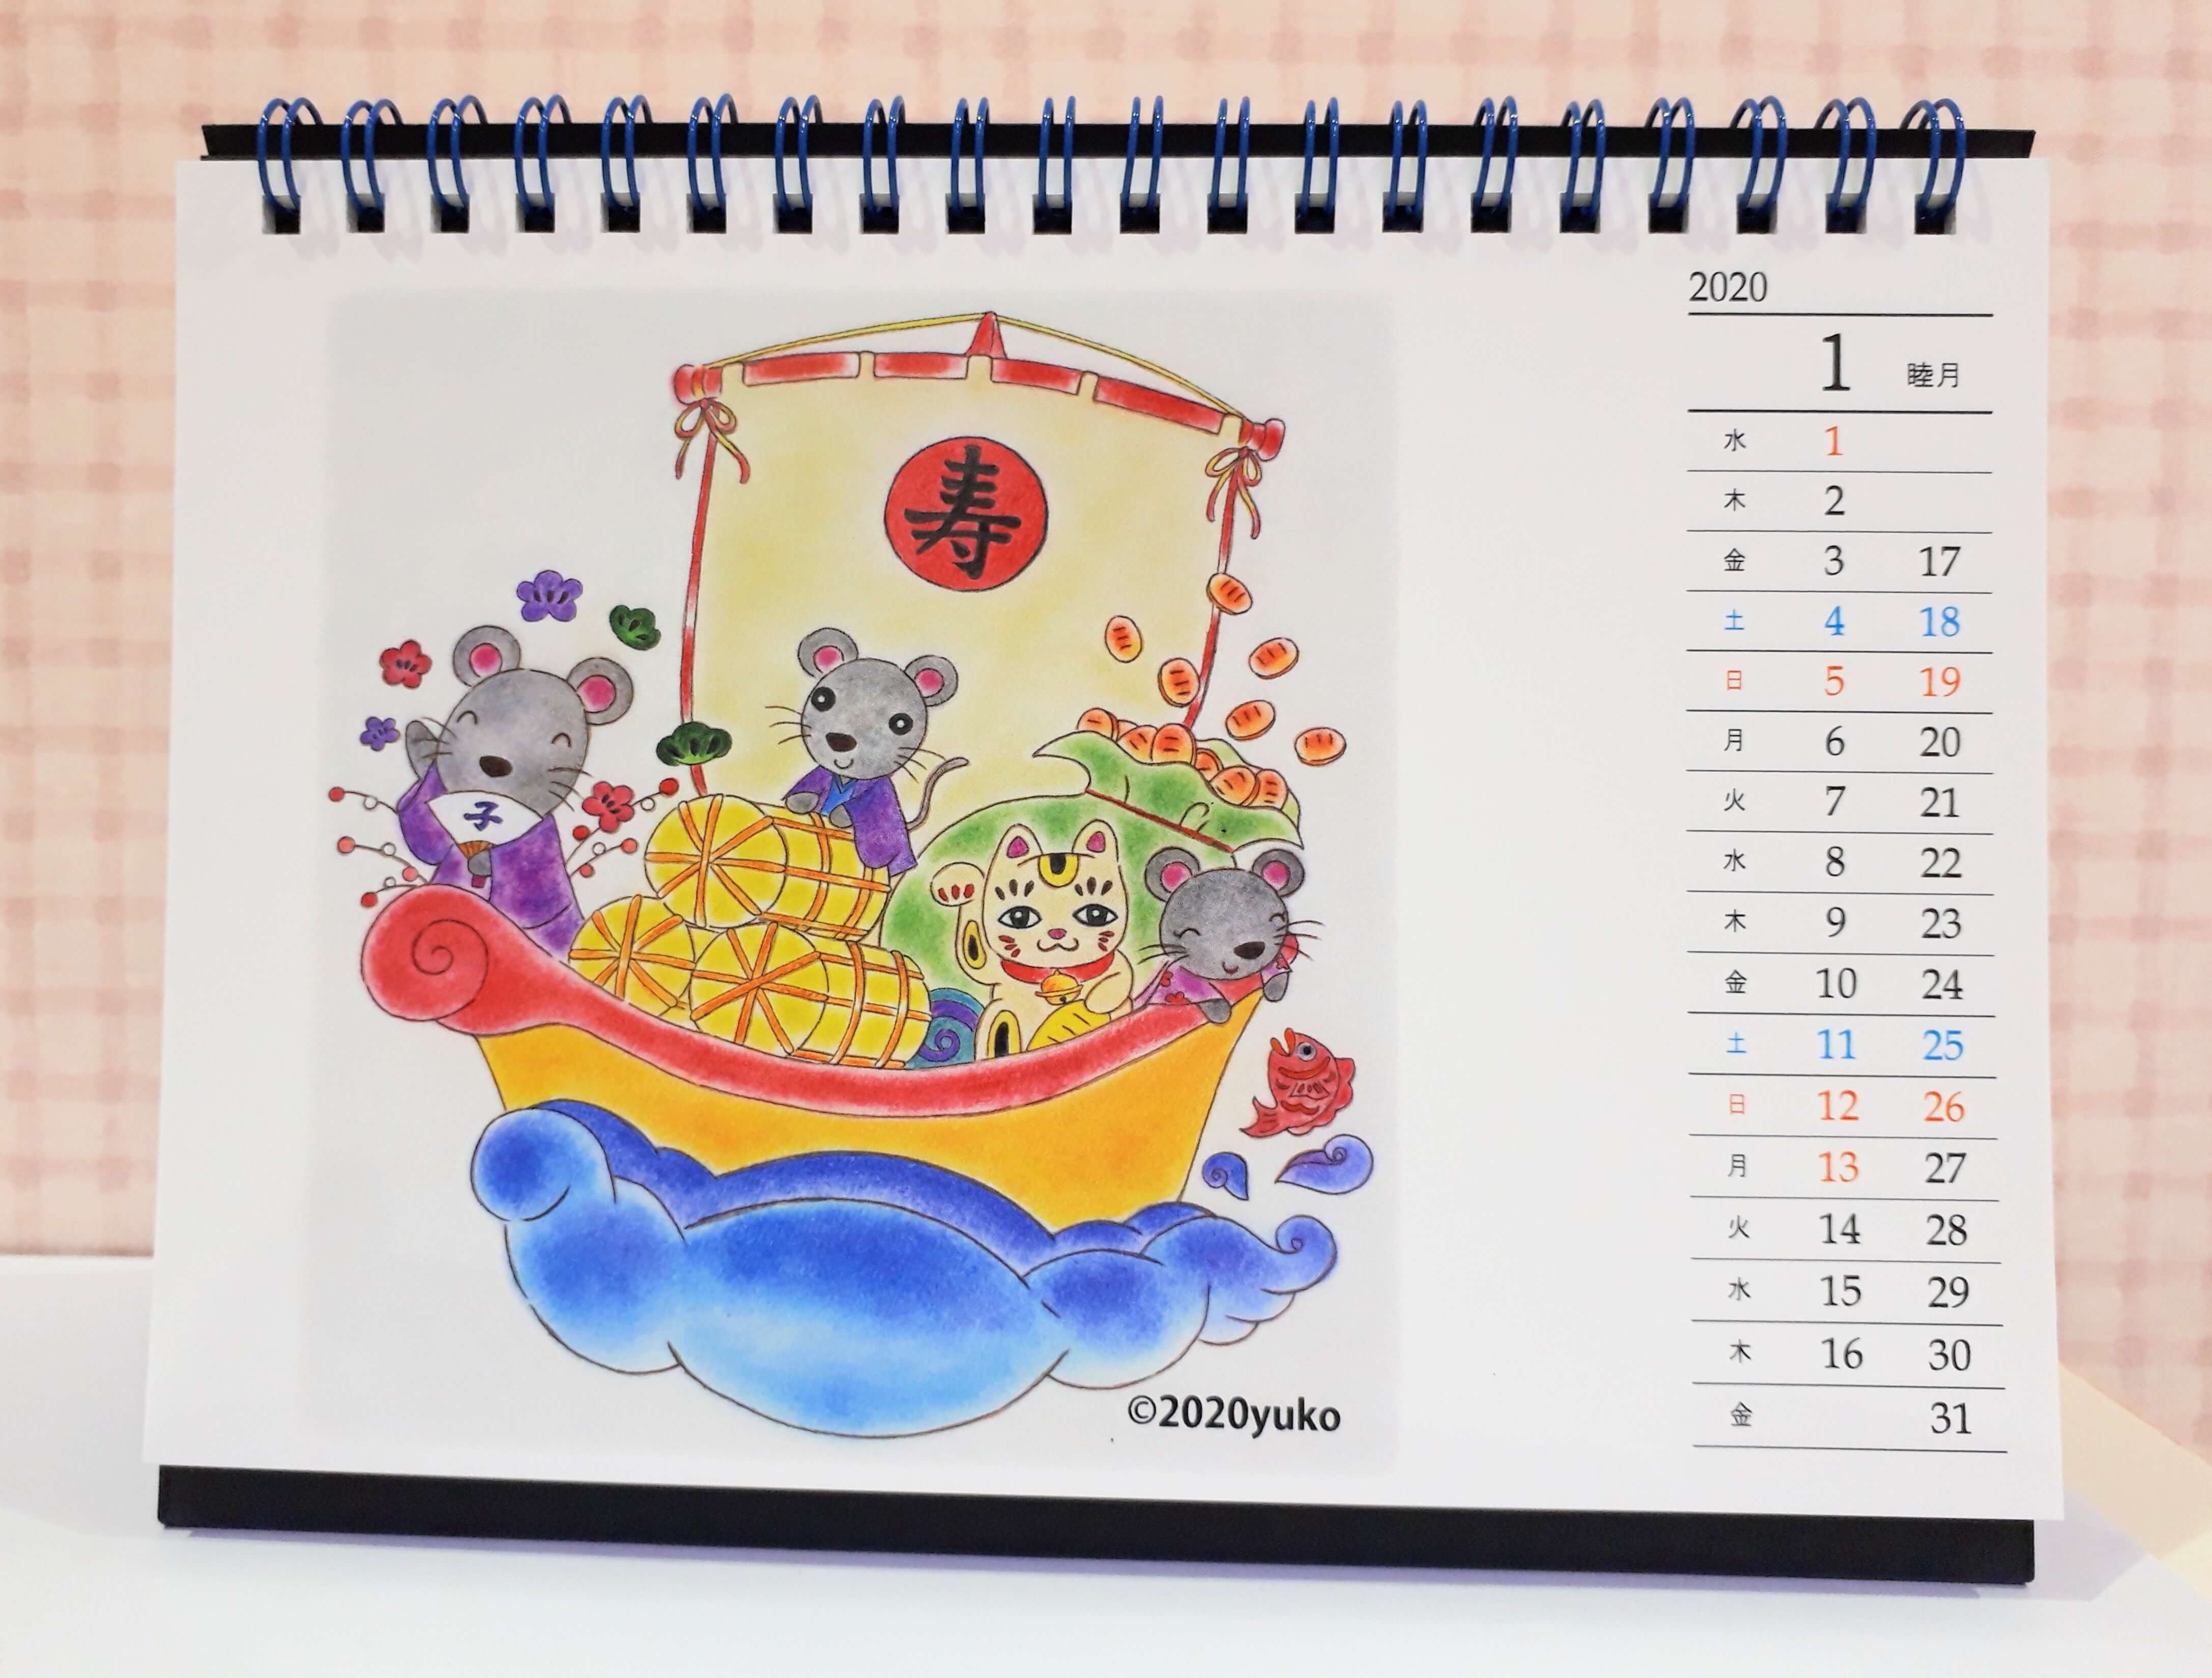 2020
1 睦月
寿
子
水 1
木 2
金 3 17
土 4 18
日 5 19
月 6 20
火 7 21
水 8 22
木 9 23
金 10 24
土 11 25
日 12 26
月 13 27
火 14 28
水 15 29
木 16 30
金 31
©2020yuko